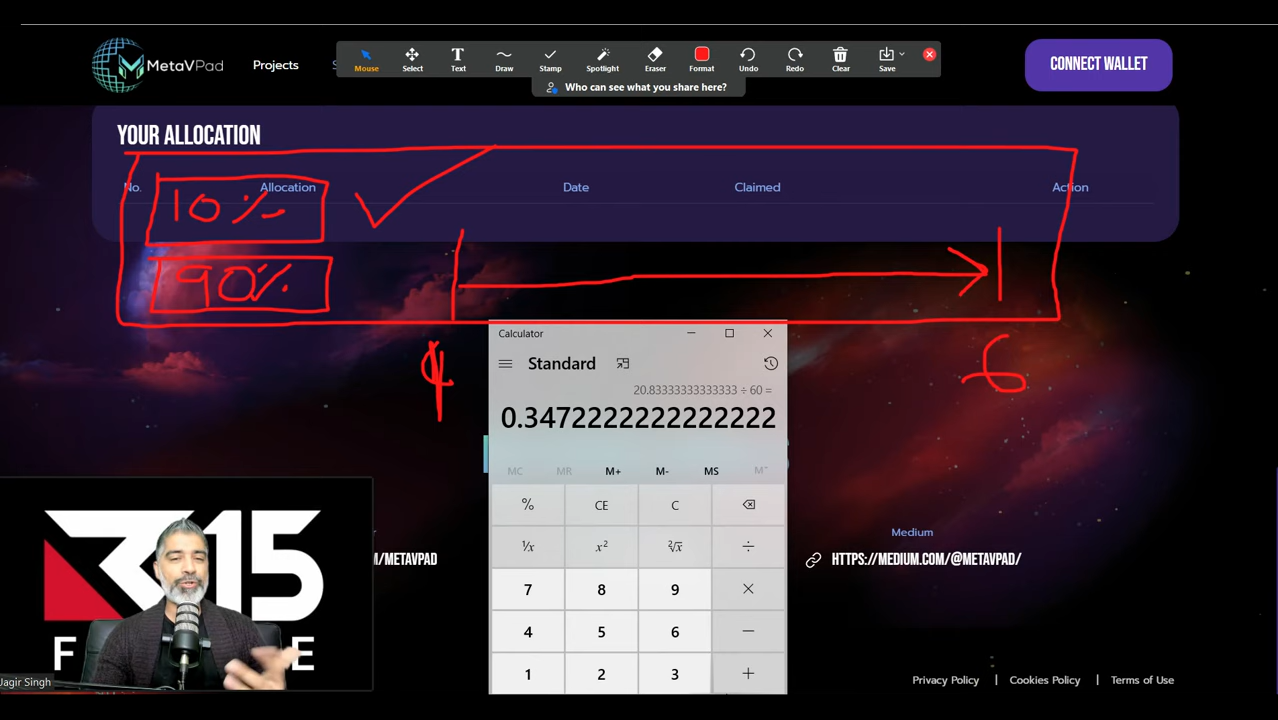 MetaVPad
Projects
Mouse
Select
Text
Draw
Stamp
Spotlight
Eraser
Format
Undo
Redo
Clear
Save
CONNECT WALLET
Who can see what you share here?
YOUR ALLOCATION
No.
Allocation
Date
Claimed
Action
10%
90%
6
Calculator
Standard
20.83333333333333 ÷ 60 =
0.3472222222222222
MC
MR
M+
M-
MS
M˅
%
CE
C
⅟x
x²
²√x
÷
7
8
9
×
4
5
6
−
1
2
3
+
Medium
M/METAVPAD
HTTPS://MEDIUM.COM/@METAVPAD/
315
F
E
Jagir Singh
Privacy Policy | Cookies Policy | Terms of Use